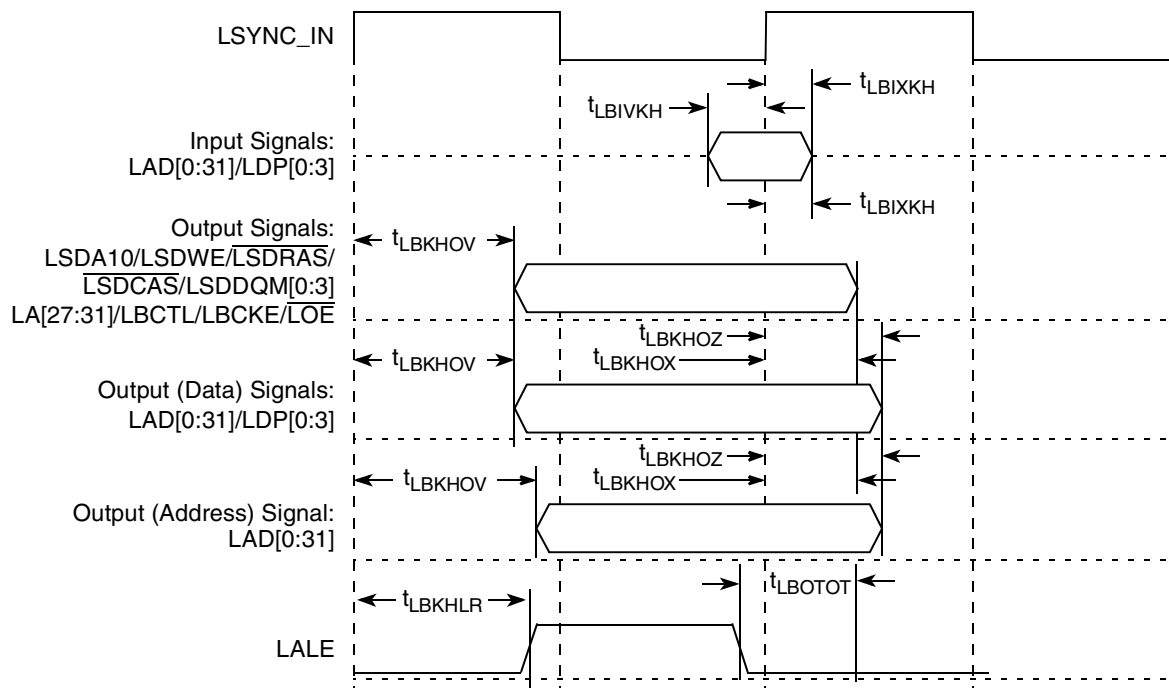 LSYNC_IN
tLBIXKH
tLBIVKH
Input Signals:
LAD[0:31]/LDP[0:3]
tLBIXKH
Output Signals:
LSDA10/LSDWE/LSDRAS/
LSDCAS/LSDDQM[0:3]
LA[27:31]/LBCTL/LBCKE/LOE
tLBKHOV
tLBKHOZ
tLBKHOV
tLBKHOX
Output (Data) Signals:
LAD[0:31]/LDP[0:3]
tLBKHOZ
tLBKHOV
tLBKHOX
Output (Address) Signal:
LAD[0:31]
tLBOTOT
tLBKHLR
LALE